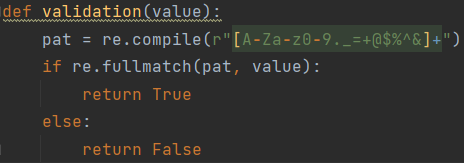 def validation(value):
    pat = re.compile(r"[A-Za-z0-9._=+@$%^&]+")
    if re.fullmatch(pat, value):
        return True
    else:
        return False